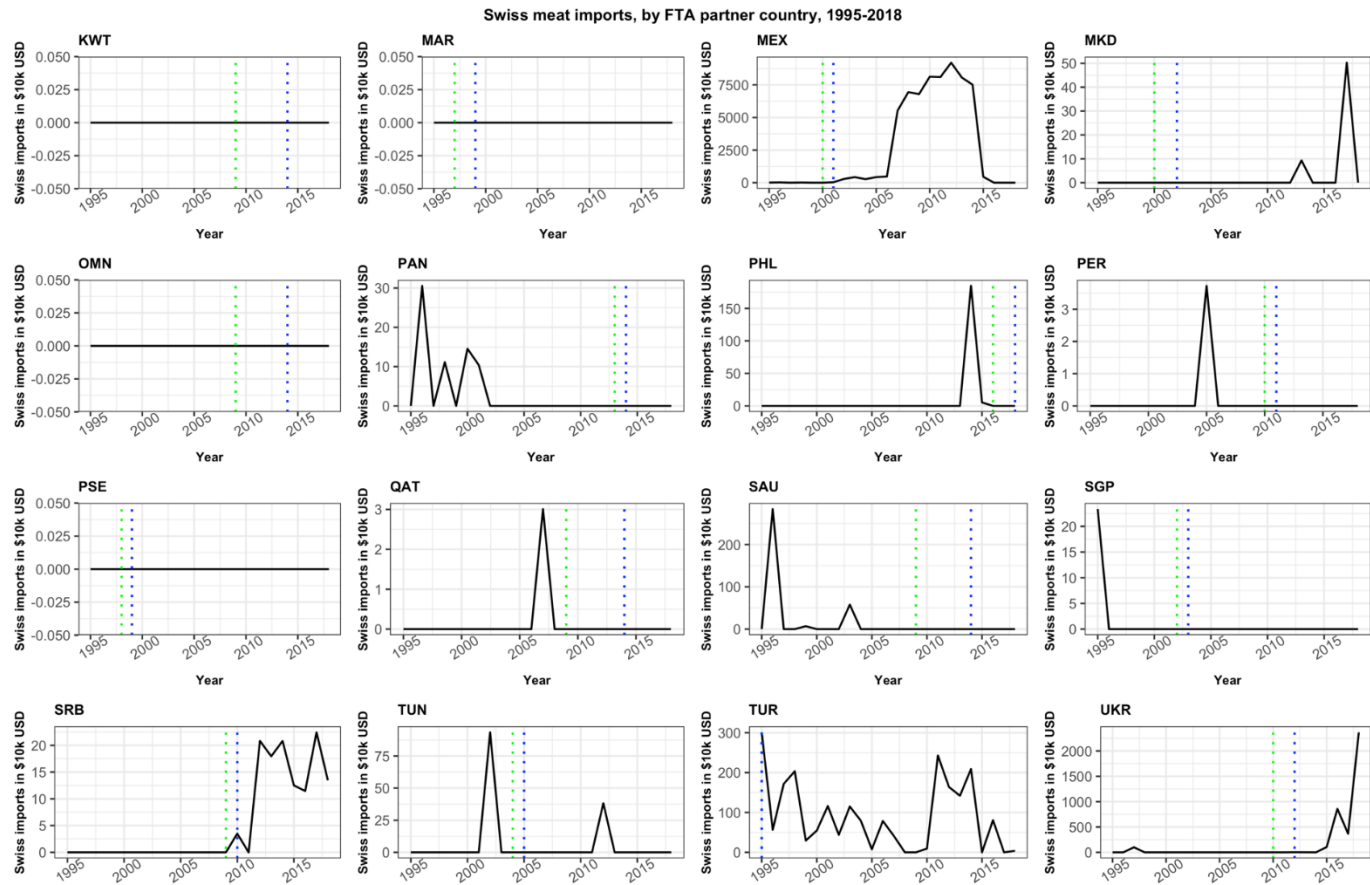 Swiss meat imports, by FTA partner country, 1995-2018
KWT
Swiss imports in $10k USD
0.050
0.025
0.000
-0.025
-0.050
1995 2000 2005 2010 2015
Year
MAR
Swiss imports in $10k USD
0.050
0.025
0.000
-0.025
-0.050
1995 2000 2005 2010 2015
Year
MEX
Swiss imports in $10k USD
7500
5000
2500
0
1995 2000 2005 2010 2015
Year
MKD
Swiss imports in $10k USD
50
40
30
20
10
0
1995 2000 2005 2010 2015
Year
OMN
Swiss imports in $10k USD
0.050
0.025
0.000
-0.025
-0.050
1995 2000 2005 2010 2015
Year
PAN
Swiss imports in $10k USD
30
20
10
0
1995 2000 2005 2010 2015
Year
PHL
Swiss imports in $10k USD
150
100
50
0
1995 2000 2005 2010 2015
Year
PER
Swiss imports in $10k USD
3
2
1
0
1995 2000 2005 2010 2015
Year
PSE
Swiss imports in $10k USD
0.050
0.025
0.000
-0.025
-0.050
1995 2000 2005 2010 2015
Year
QAT
Swiss imports in $10k USD
3
2
1
0
1995 2000 2005 2010 2015
Year
SAU
Swiss imports in $10k USD
200
100
0
1995 2000 2005 2010 2015
Year
SGP
Swiss imports in $10k USD
20
15
10
5
0
1995 2000 2005 2010 2015
Year
SRB
Swiss imports in $10k USD
20
15
10
5
0
1995 2000 2005 2010 2015
TUN
Swiss imports in $10k USD
75
50
25
0
1995 2000 2005 2010 2015
TUR
Swiss imports in $10k USD
300
200
100
0
1995 2000 2005 2010 2015
UKR
Swiss imports in $10k USD
2000
1500
1000
500
0
1995 2000 2005 2010 2015